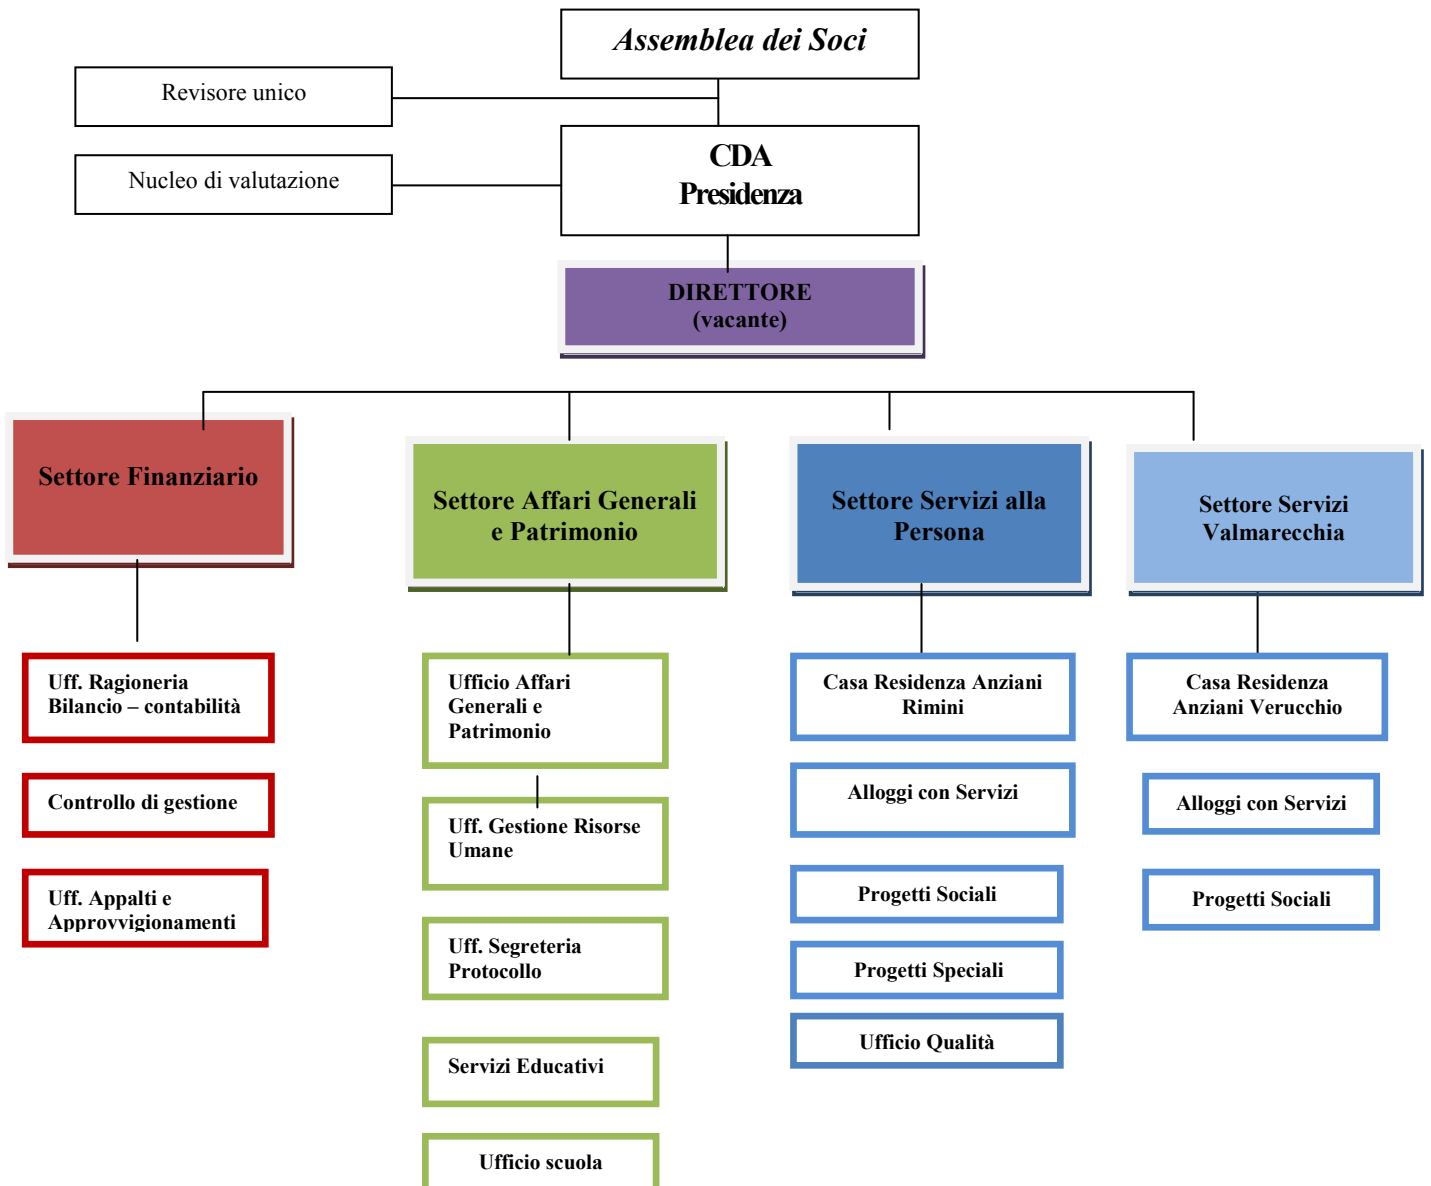 Assemblea dei Soci
Revisore unico
CDA
Presidenza
Nucleo di valutazione
DIRETTORE
(vacante)
Settore Finanziario
Settore Affari Generali
e Patrimonio
Settore Servizi alla
Persona
Settore Servizi
Valmarecchia
Uff. Ragioneria
Bilancio – contabilità
Controllo di gestione
Uff. Appalti e
Approvvigionamenti
Ufficio Affari
Generali e
Patrimonio
Uff. Gestione Risorse
Umane
Uff. Segreteria
Protocollo
Servizi Educativi
Ufficio scuola
Casa Residenza Anziani
Rimini
Alloggi con Servizi
Progetti Sociali
Progetti Speciali
Ufficio Qualità
Casa Residenza
Anziani Verucchio
Alloggi con Servizi
Progetti Sociali